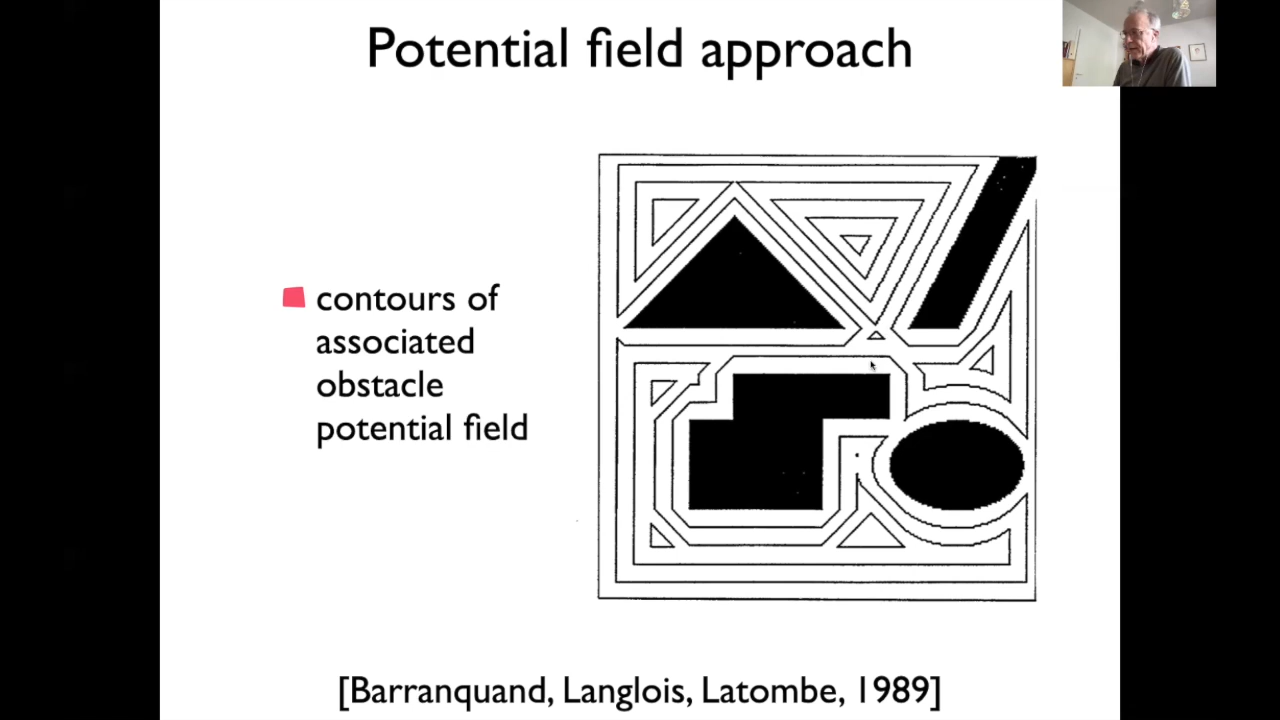 Potential field approach
contours of
associated
obstacle
potential field
[Barranquand, Langlois, Latombe, 1989]